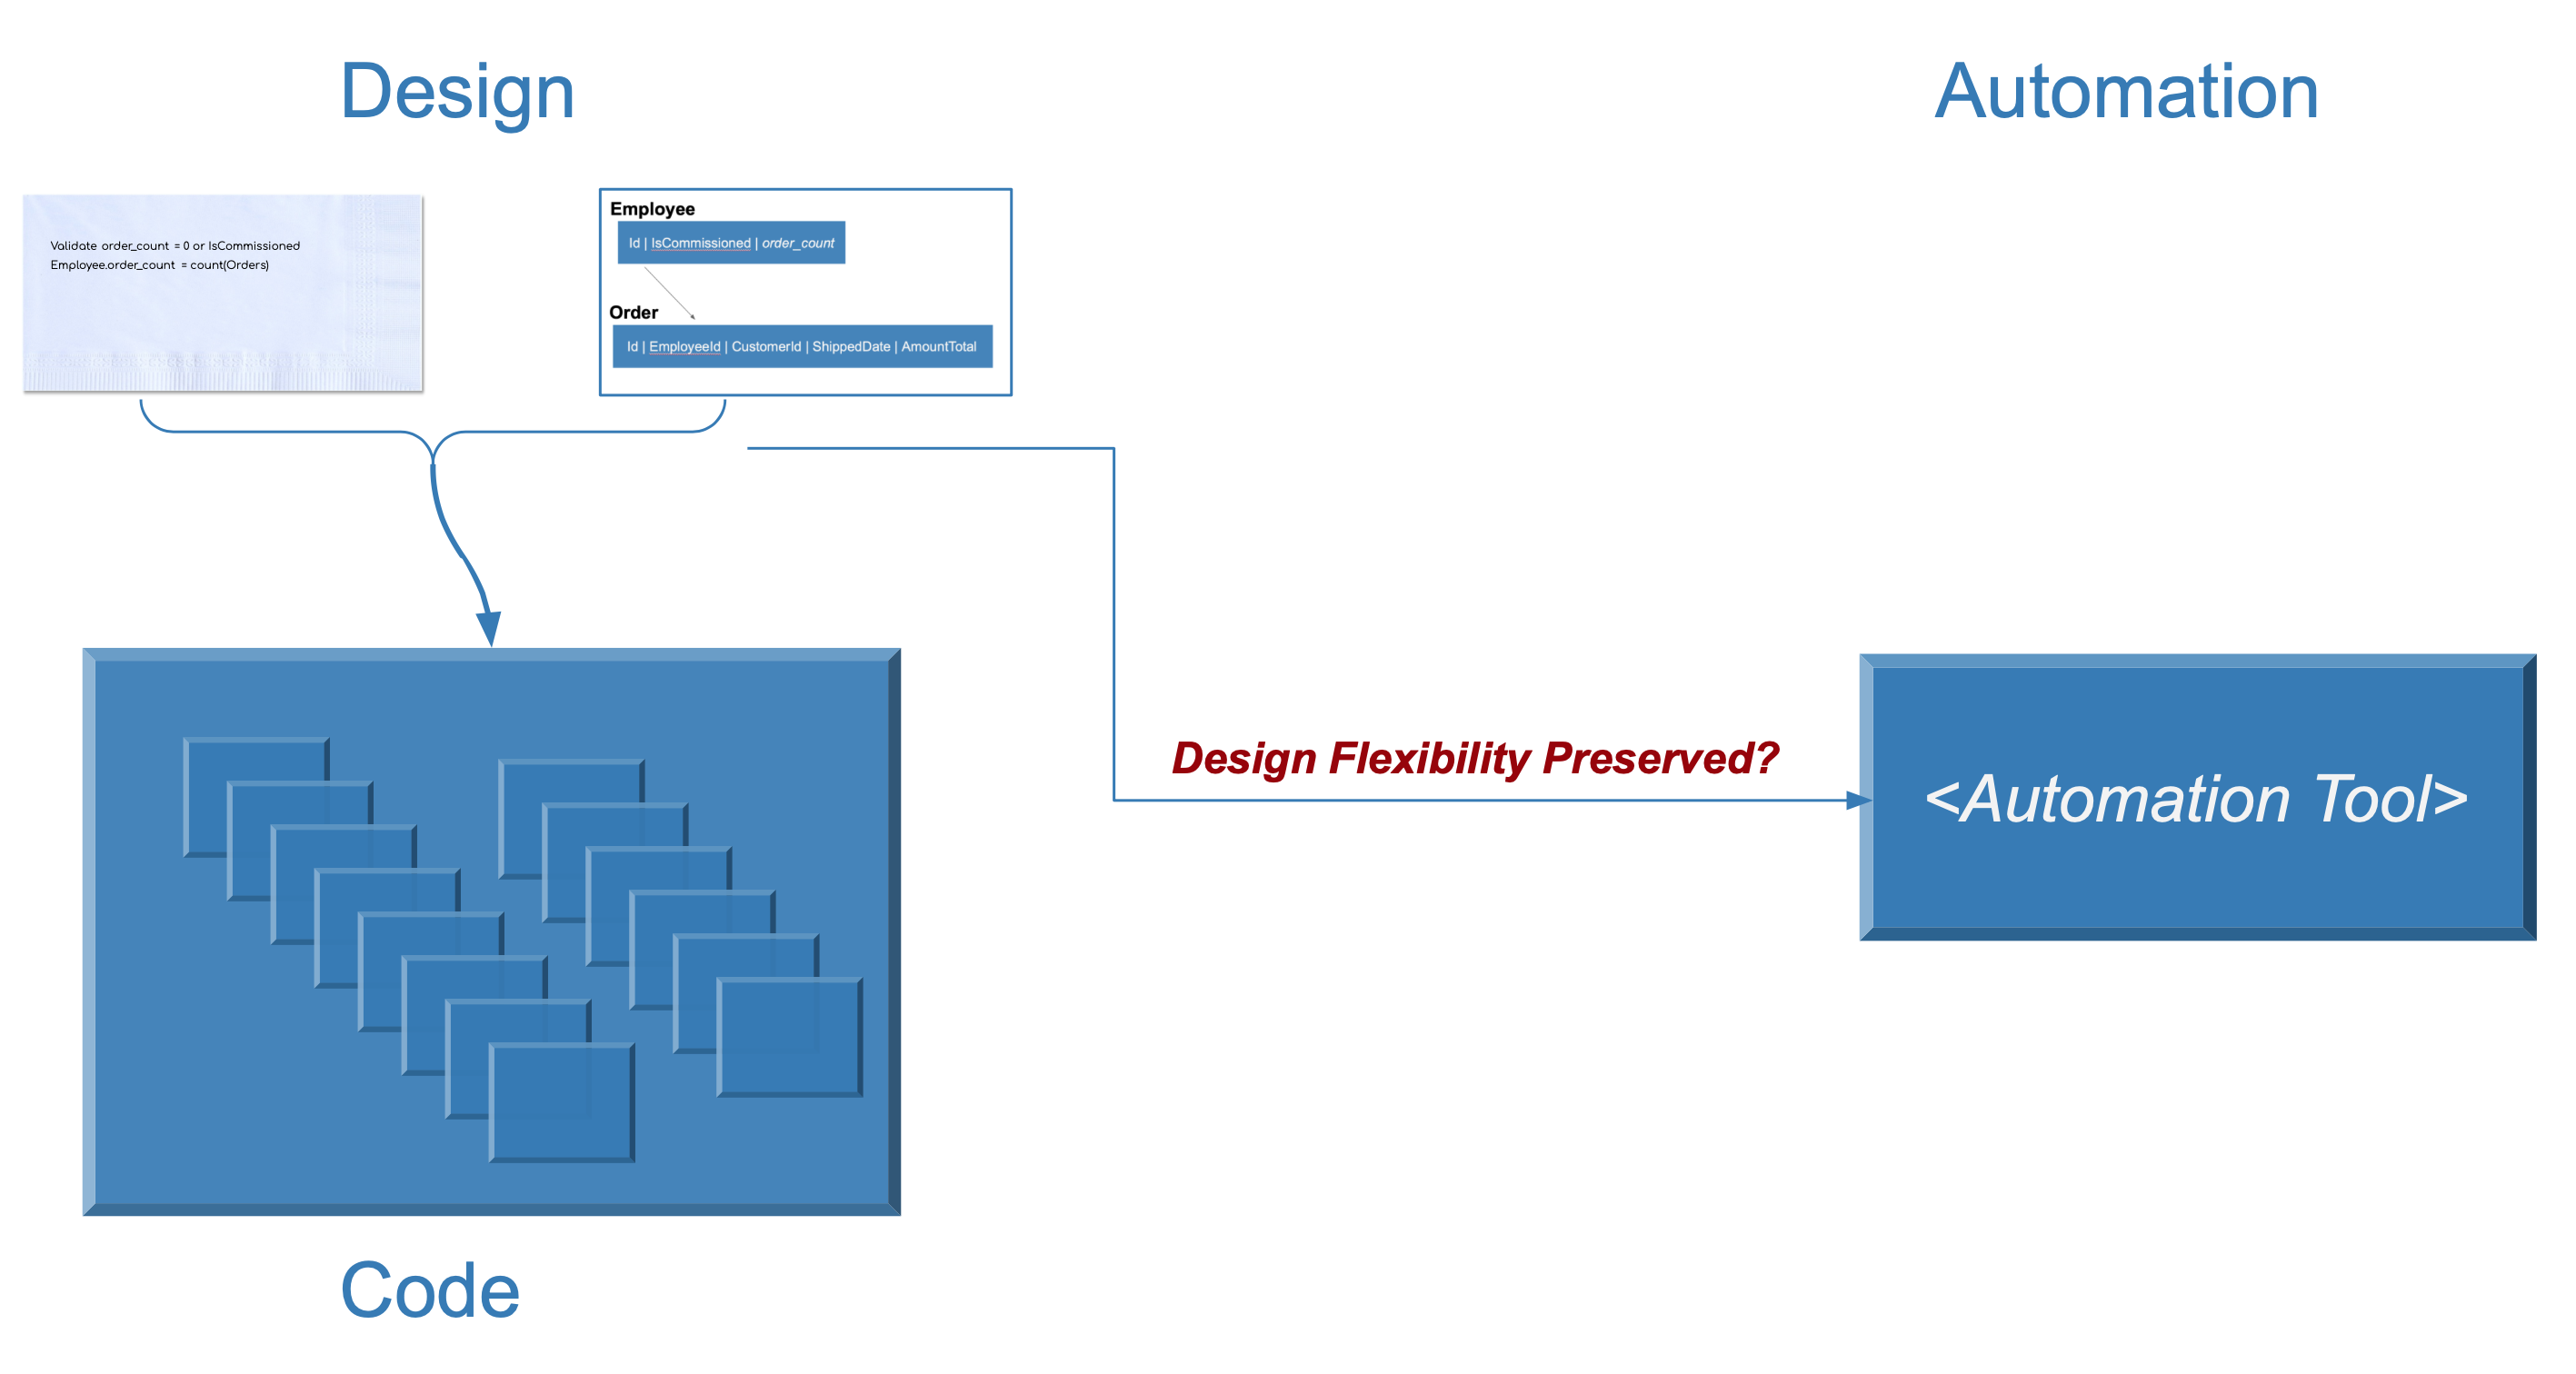 Design
Automation
Validate order_count = 0 or IsCommissioned
Employee.order_count = count(Orders)
Employee
Id | IsCommissioned | order_count
Order
Id | EmployeeId | CustomerId | ShippedDate | AmountTotal
Design Flexibility Preserved?
<Automation Tool>
Code